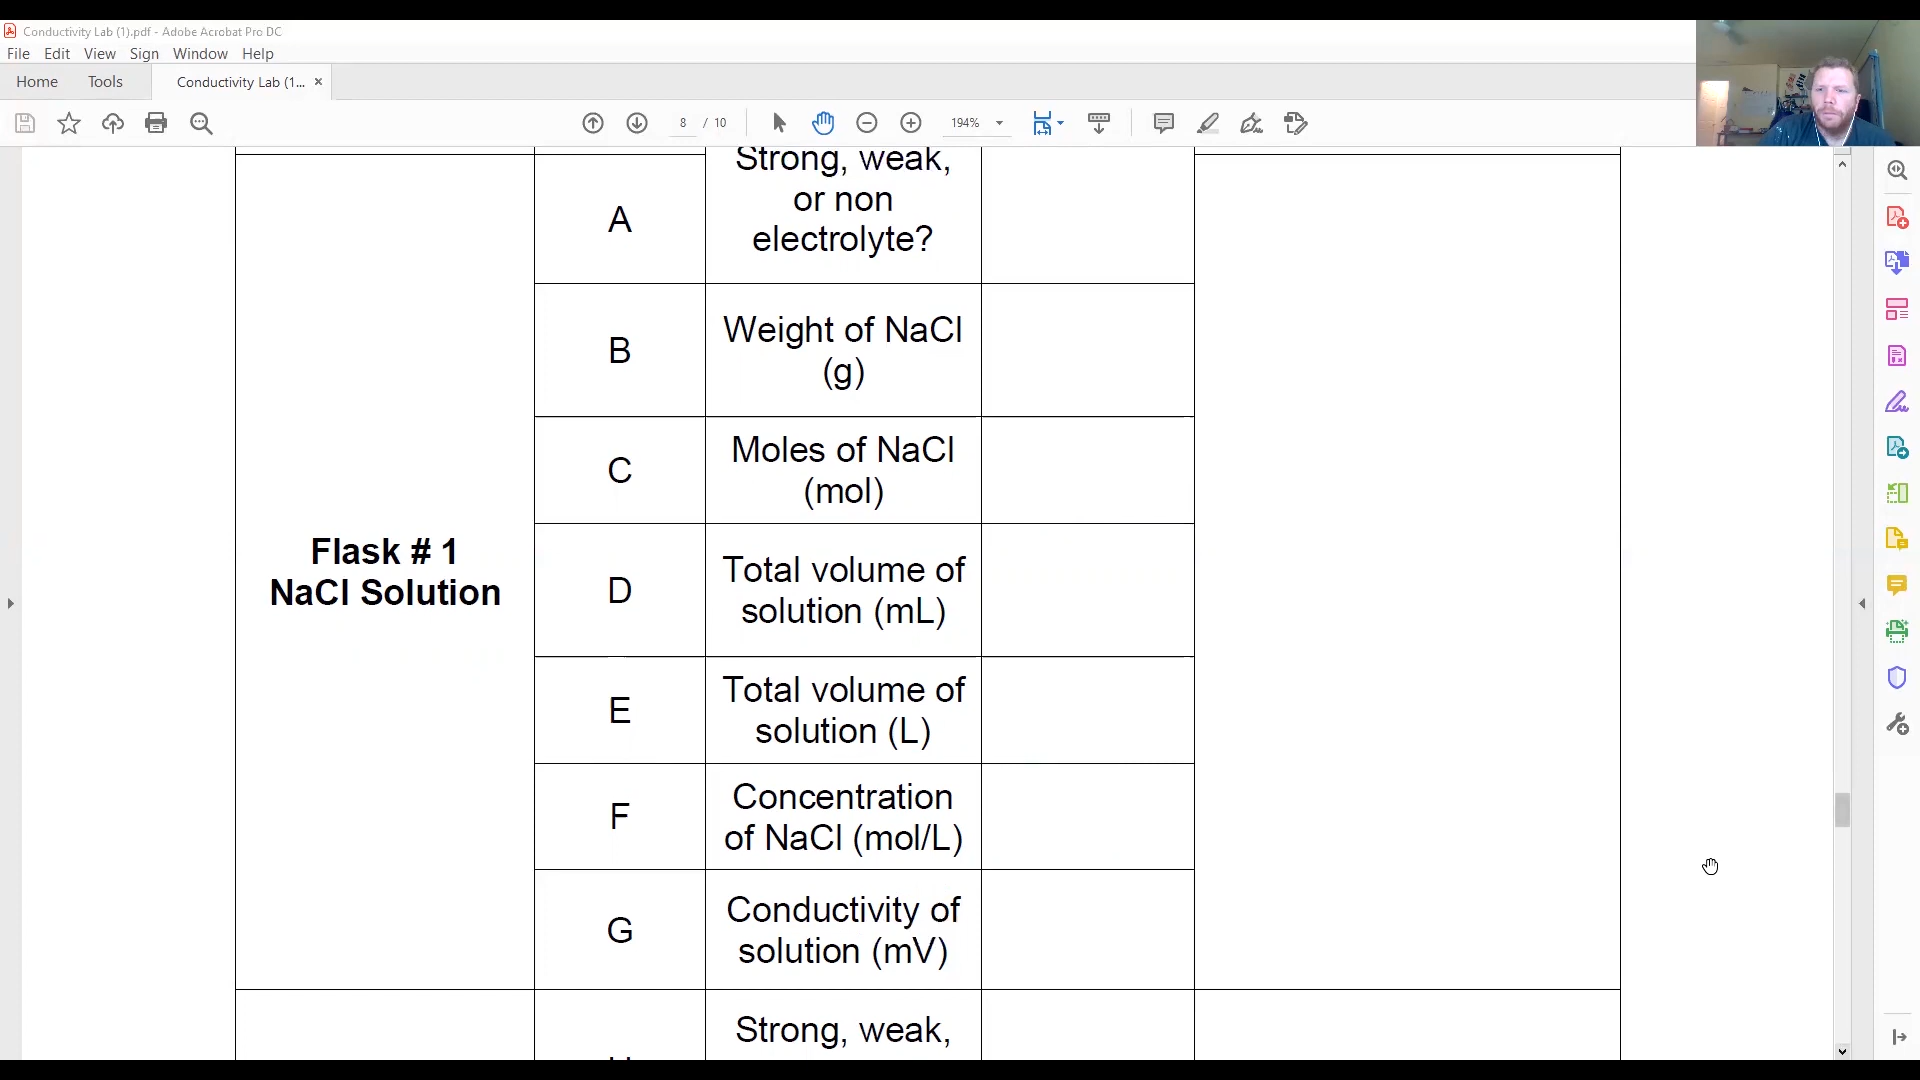 Conductivity Lab (1).pdf - Adobe Acrobat Pro DC
File Edit View Sign Window Help
Home Tools Conductivity Lab (1... ×
8 / 10 194%
Strong, weak,
or non
electrolyte?
A
Weight of NaCl
(g)
B
Moles of NaCl
(mol)
C
Flask # 1
NaCl Solution
Total volume of
solution (mL)
D
Total volume of
solution (L)
E
Concentration
of NaCl (mol/L)
F
Conductivity of
solution (mV)
G
Strong, weak,